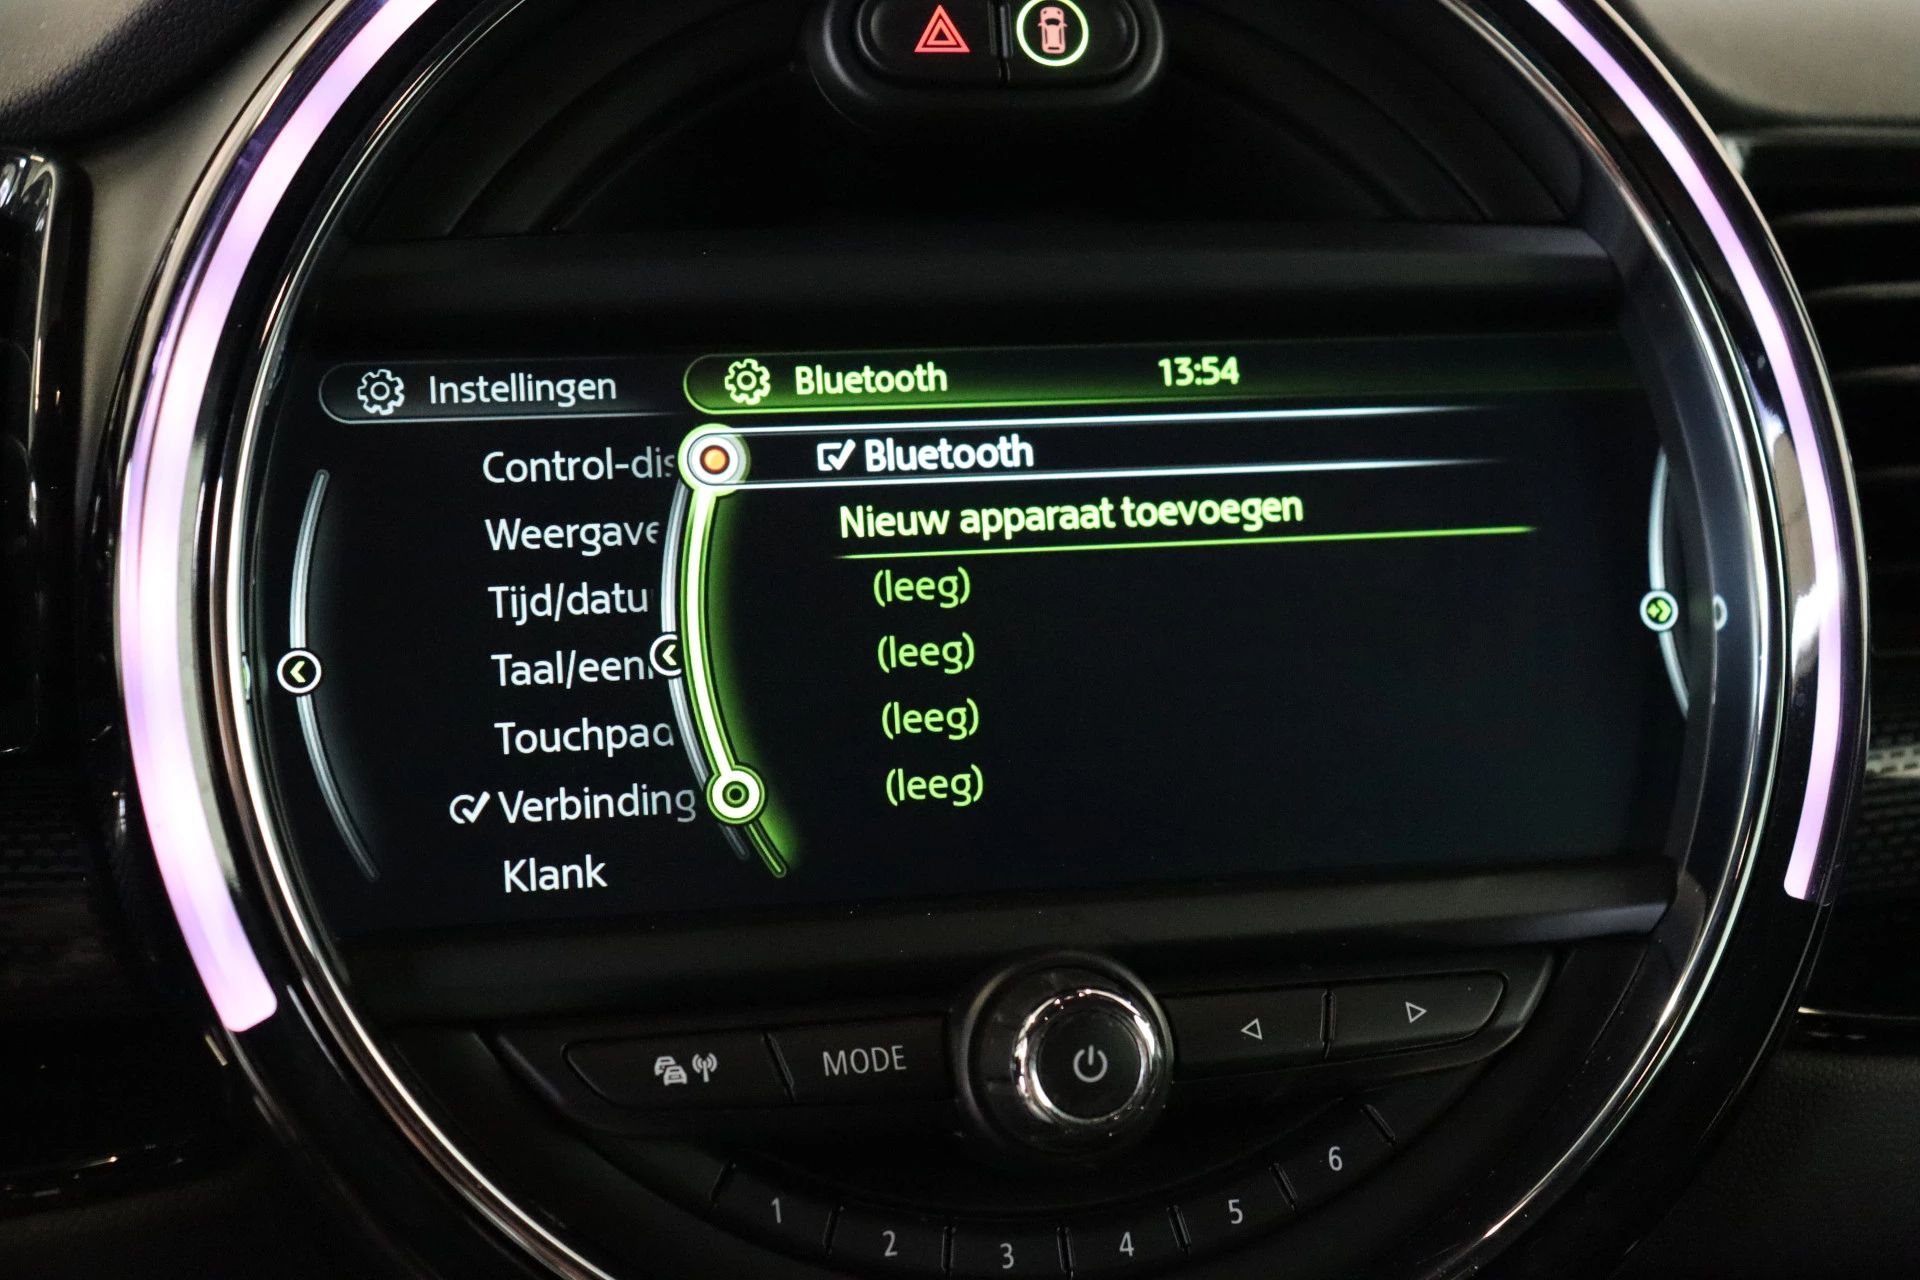 Instellingen
Bluetooth
13:54
Control-dis
Weergave
Tijd/datu
Taal/een
Touchpad
Verbinding
Klank
Bluetooth
Nieuw apparaat toevoegen
(leeg)
(leeg)
(leeg)
(leeg)
MODE
1
2
3
4
5
6